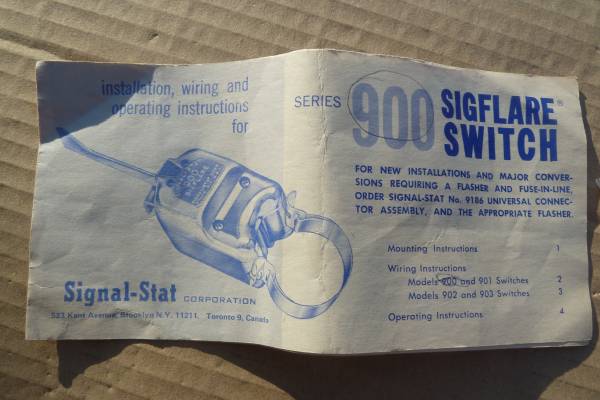 installation, wiring and
operating instructions
for
SERIES 900 SIGFLARE®
SWITCH
FOR NEW INSTALLATIONS AND MAJOR CONVER-
SIONS REQUIRING A FLASHER AND FUSE-IN-LINE,
ORDER SIGNAL-STAT No. 9186 UNIVERSAL CONNEC-
TOR ASSEMBLY, AND THE APPROPRIATE FLASHER.
Mounting Instructions 1
Wiring Instructions
Models 900 and 901 Switches 2
Models 902 and 903 Switches 3
Operating Instructions 4
Signal-Stat CORPORATION
523 Kent Avenue, Brooklyn N.Y. 11211, Toronto 9, Canada